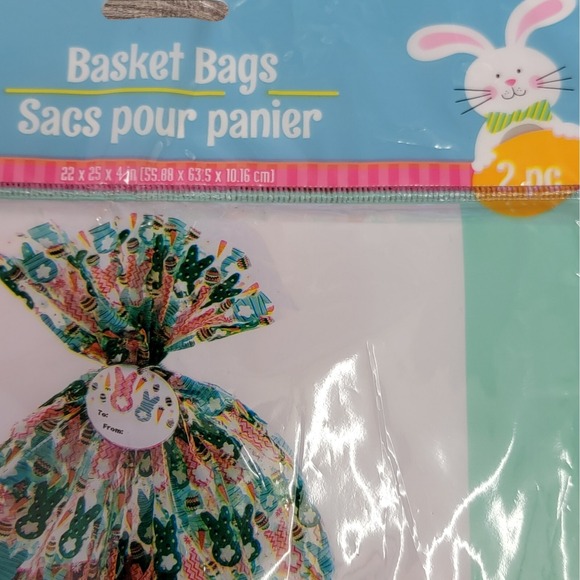 Basket Bags
Sacs pour panier
22 x 25 x 4 in (55.88 x 63.5 x 10.16 cm)
2 pc
To:
From: